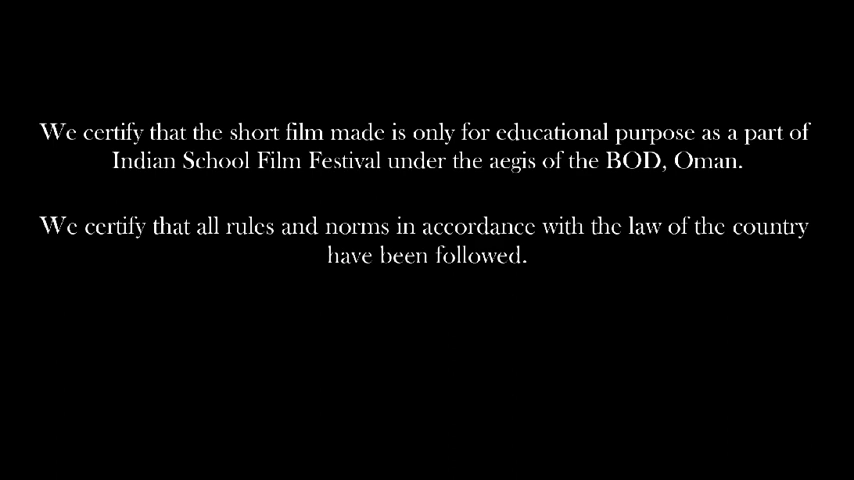 We certify that the short film made is only for educational purpose as a part of
Indian School Film Festival under the aegis of the BOD, Oman.
We certify that all rules and norms in accordance with the law of the country
have been followed.